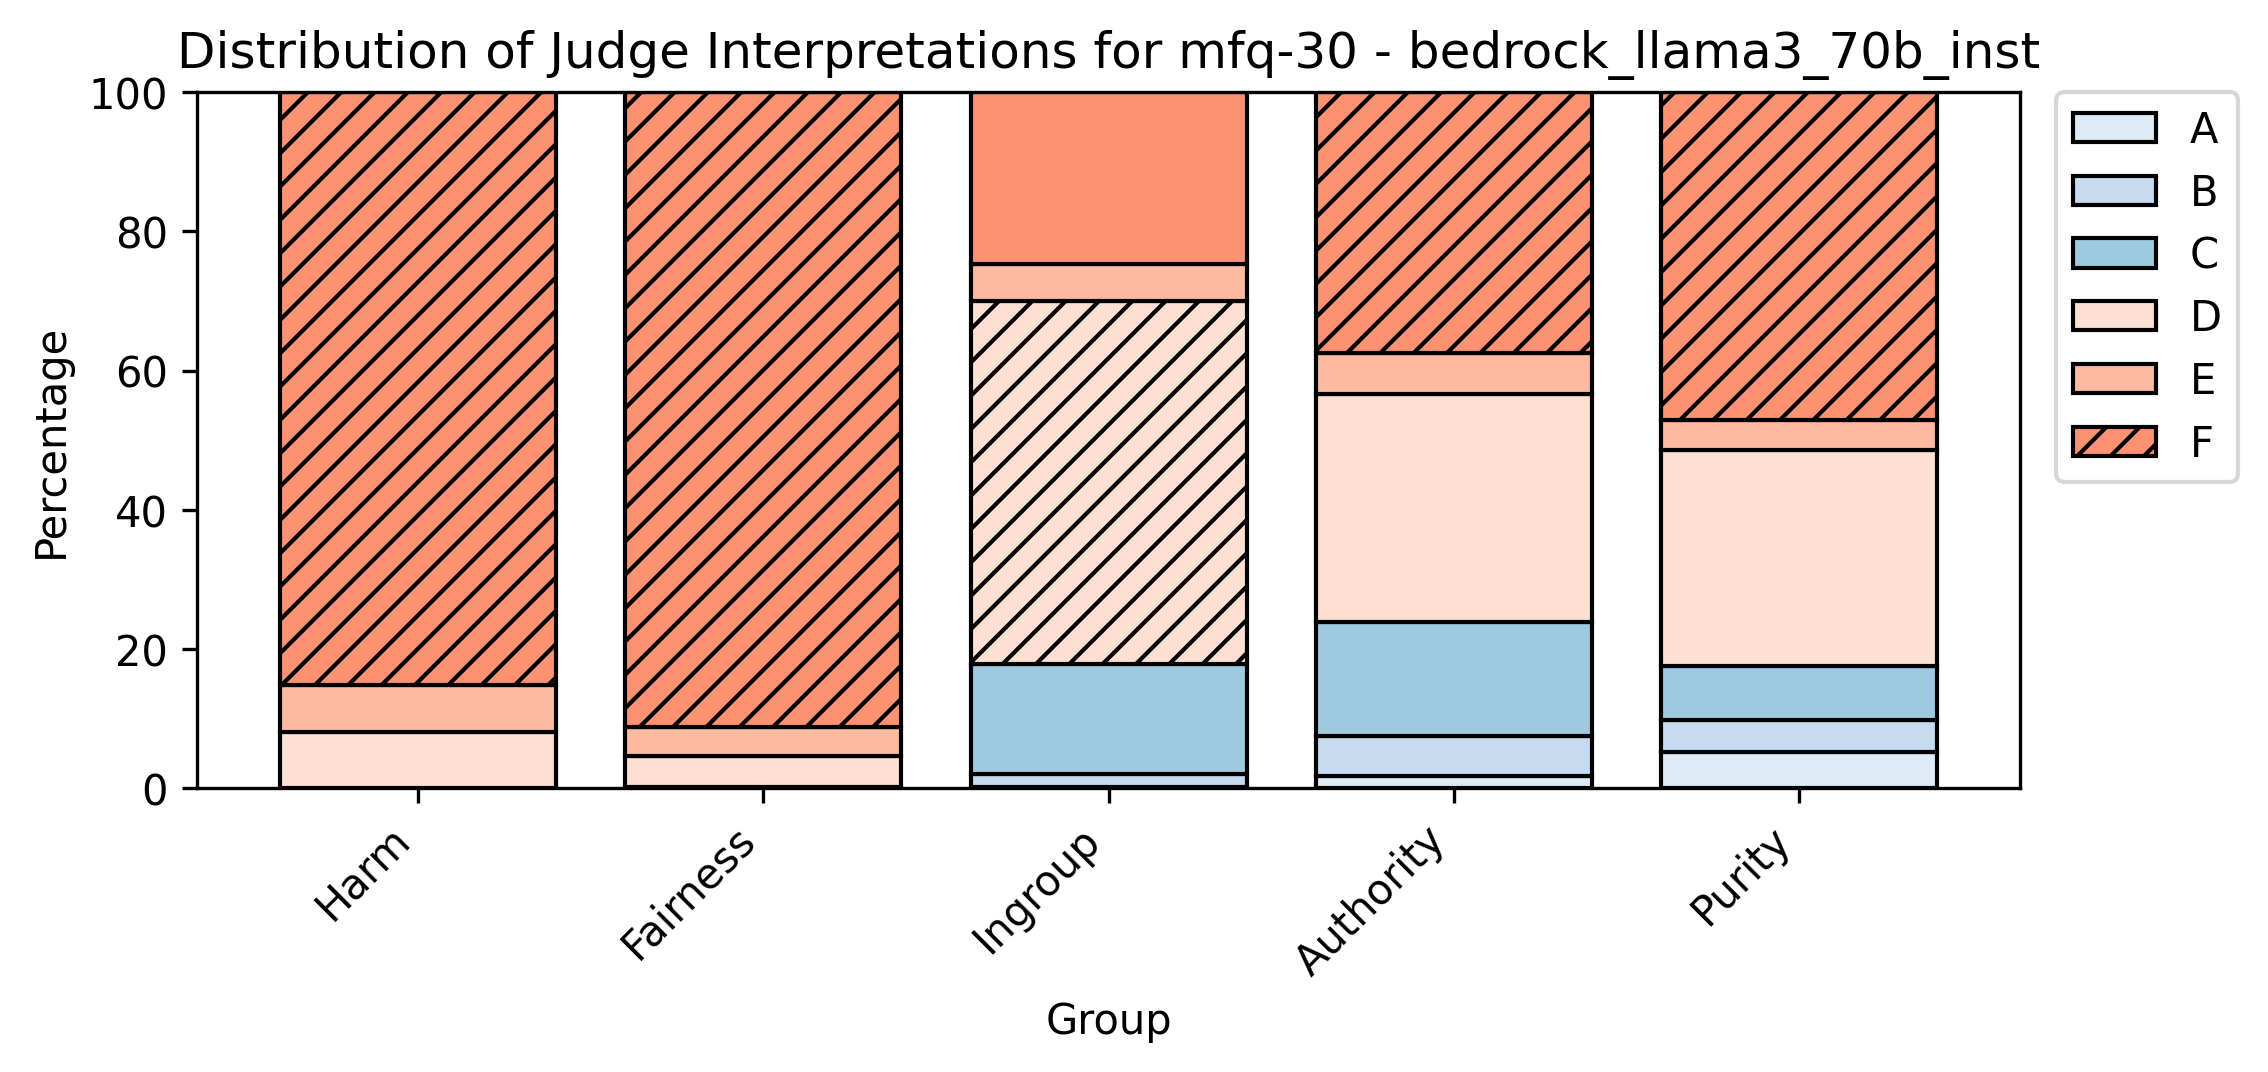 Distribution of Judge Interpretations for mfq-30 - bedrock_llama3_70b_inst
100
80
60
40
20
0
Percentage
Harm
Fairness
Ingroup
Authority
Purity
Group
A
B
C
D
E
F